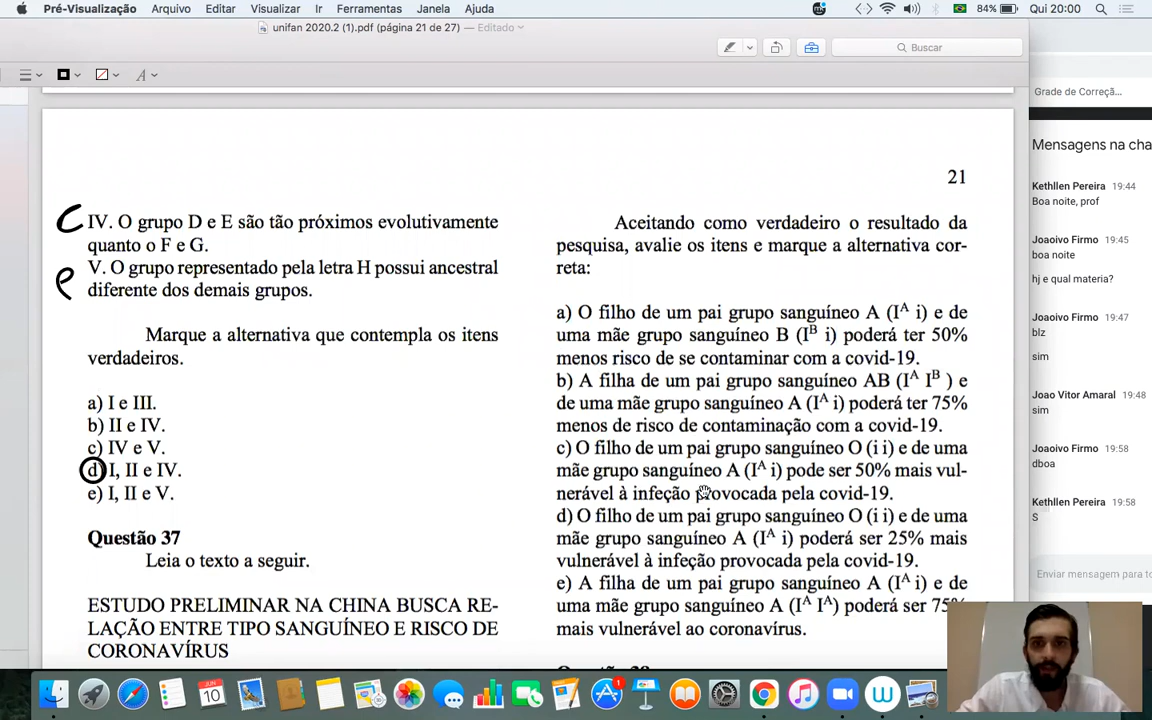 Pré-Visualização Arquivo Editar Visualizar Ir Ferramentas Janela Ajuda 84% Qui 20:00
unifan 2020.2 (1).pdf (página 21 de 27) — Editado
Buscar
21
C IV. O grupo D e E são tão próximos evolutivamente
quanto o F e G.
e V. O grupo representado pela letra H possui ancestral
diferente dos demais grupos.
Marque a alternativa que contempla os itens
verdadeiros.
a) I e III.
b) II e IV.
c) IV e V.
d) I, II e IV.
e) I, II e V.
Questão 37
Leia o texto a seguir.
ESTUDO PRELIMINAR NA CHINA BUSCA RE-
LAÇÃO ENTRE TIPO SANGUÍNEO E RISCO DE
CORONAVÍRUS
Aceitando como verdadeiro o resultado da
pesquisa, avalie os itens e marque a alternativa cor-
reta:
a) O filho de um pai grupo sanguíneo A (I^A i) e de
uma mãe grupo sanguíneo B (I^B i) poderá ter 50%
menos risco de se contaminar com a covid-19.
b) A filha de um pai grupo sanguíneo AB (I^A I^B ) e
de uma mãe grupo sanguíneo A (I^A i) poderá ter 75%
menos de risco de contaminação com a covid-19.
c) O filho de um pai grupo sanguíneo O (i i) e de uma
mãe grupo sanguíneo A (I^A i) pode ser 50% mais vul-
nerável à infeção provocada pela covid-19.
d) O filho de um pai grupo sanguíneo O (i i) e de uma
mãe grupo sanguíneo A (I^A i) poderá ser 25% mais
vulnerável à infeção provocada pela covid-19.
e) A filha de um pai grupo sanguíneo A (I^A i) e de
uma mãe grupo sanguíneo A (I^A I^A) poderá ser 75%
mais vulnerável ao coronavírus.
Grade de Correçã...
Mensagens na cha
Kethllen Pereira 19:44
Boa noite, prof
Joaoivo Firmo 19:45
boa noite
hj e qual materia?
Joaoivo Firmo 19:47
blz
sim
Joao Vitor Amaral 19:48
sim
Joaoivo Firmo 19:58
dboa
Kethllen Pereira 19:58
S
Enviar mensagem para to
JUN
10
1
W